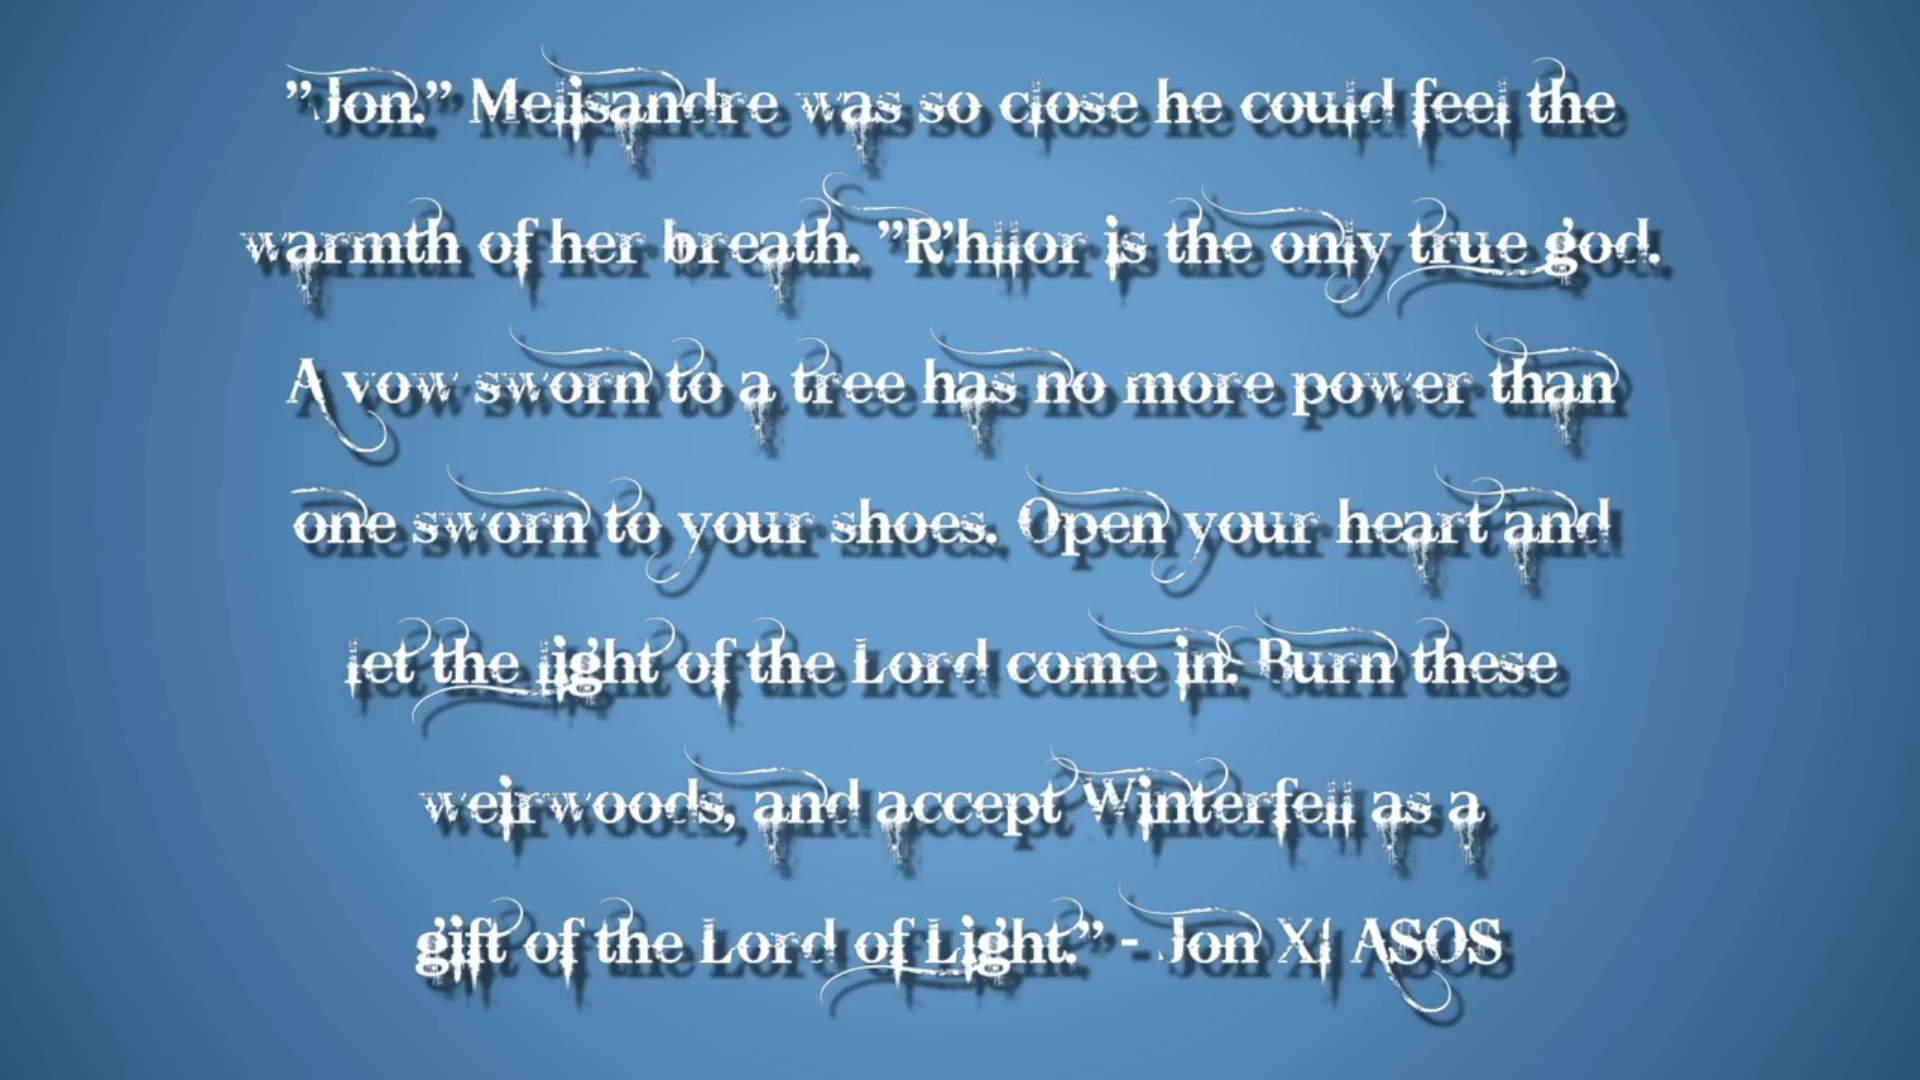 "Jon." Melisandre was so close he could feel the
warmth of her breath. "R'hllor is the only true god.
A vow sworn to a tree has no more power than
one sworn to your shoes. Open your heart and
let the light of the Lord come in. Burn these
weirwoods, and accept Winterfell as a
gift of the Lord of Light." - Jon XI ASOS